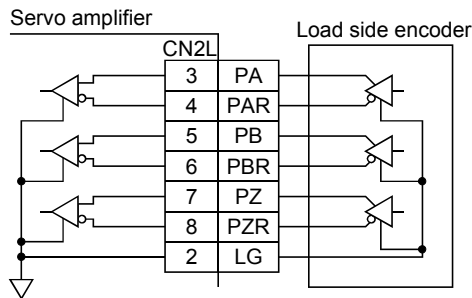 Servo amplifier
Load side encoder
CN2L
3 PA
4 PAR
5 PB
6 PBR
7 PZ
8 PZR
2 LG